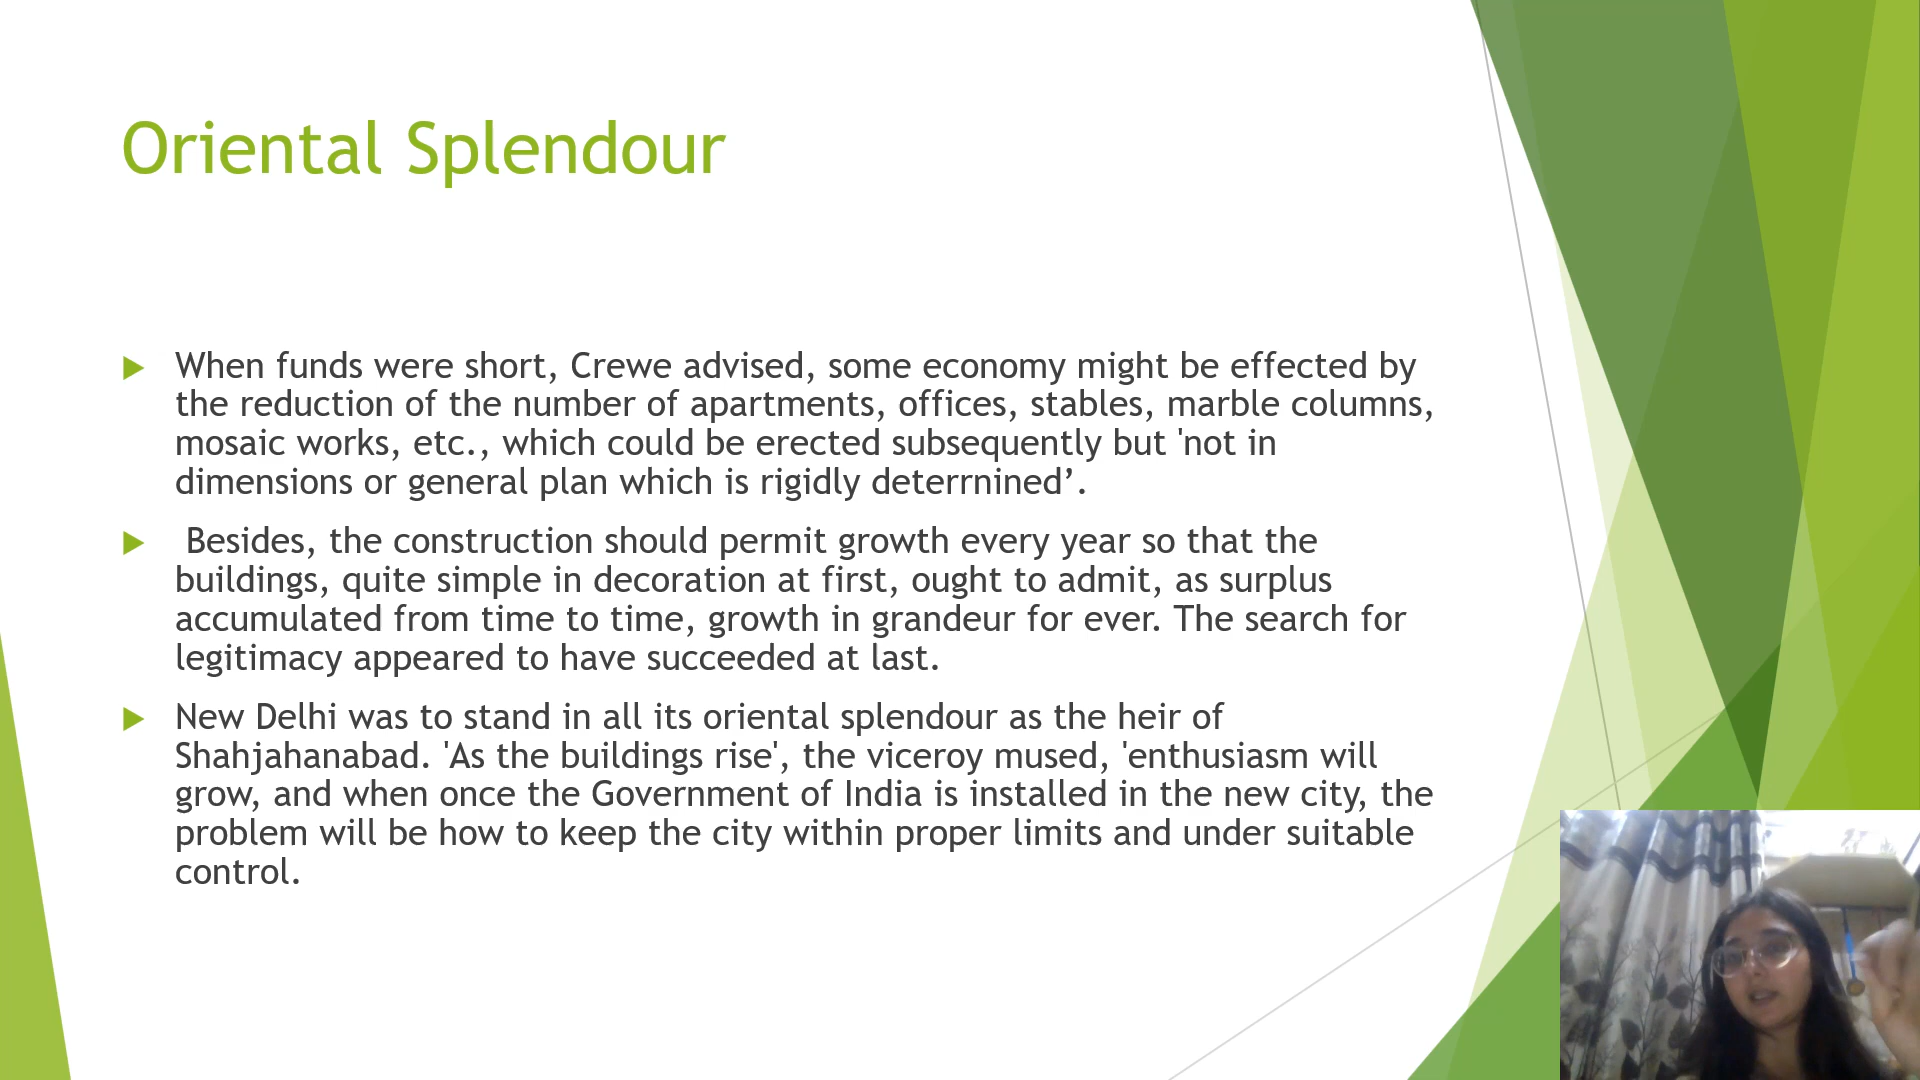 Oriental Splendour
When funds were short, Crewe advised, some economy might be effected by
the reduction of the number of apartments, offices, stables, marble columns,
mosaic works, etc., which could be erected subsequently but 'not in
dimensions or general plan which is rigidly deterrnined’.
Besides, the construction should permit growth every year so that the
buildings, quite simple in decoration at first, ought to admit, as surplus
accumulated from time to time, growth in grandeur for ever. The search for
legitimacy appeared to have succeeded at last.
New Delhi was to stand in all its oriental splendour as the heir of
Shahjahanabad. 'As the buildings rise', the viceroy mused, 'enthusiasm will
grow, and when once the Government of India is installed in the new city, the
problem will be how to keep the city within proper limits and under suitable
control.